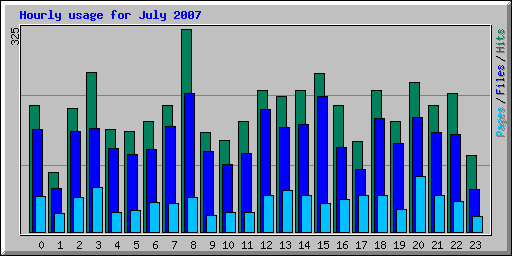 Hourly usage for July 2007
325
Pages/Files/Hits
0 1 2 3 4 5 6 7 8 9 10 11 12 13 14 15 16 17 18 19 20 21 22 23